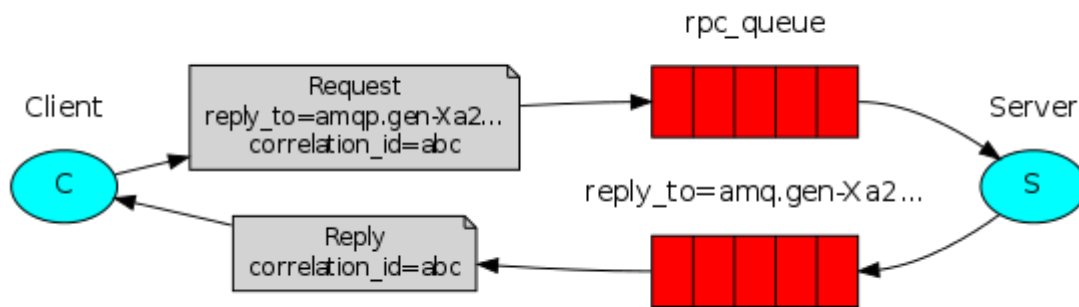 rpc_queue
Client
Request
reply_to=amqp.gen-Xa2...
correlation_id=abc
Server
C
S
reply_to=amq.gen-Xa2...
Reply
correlation_id=abc